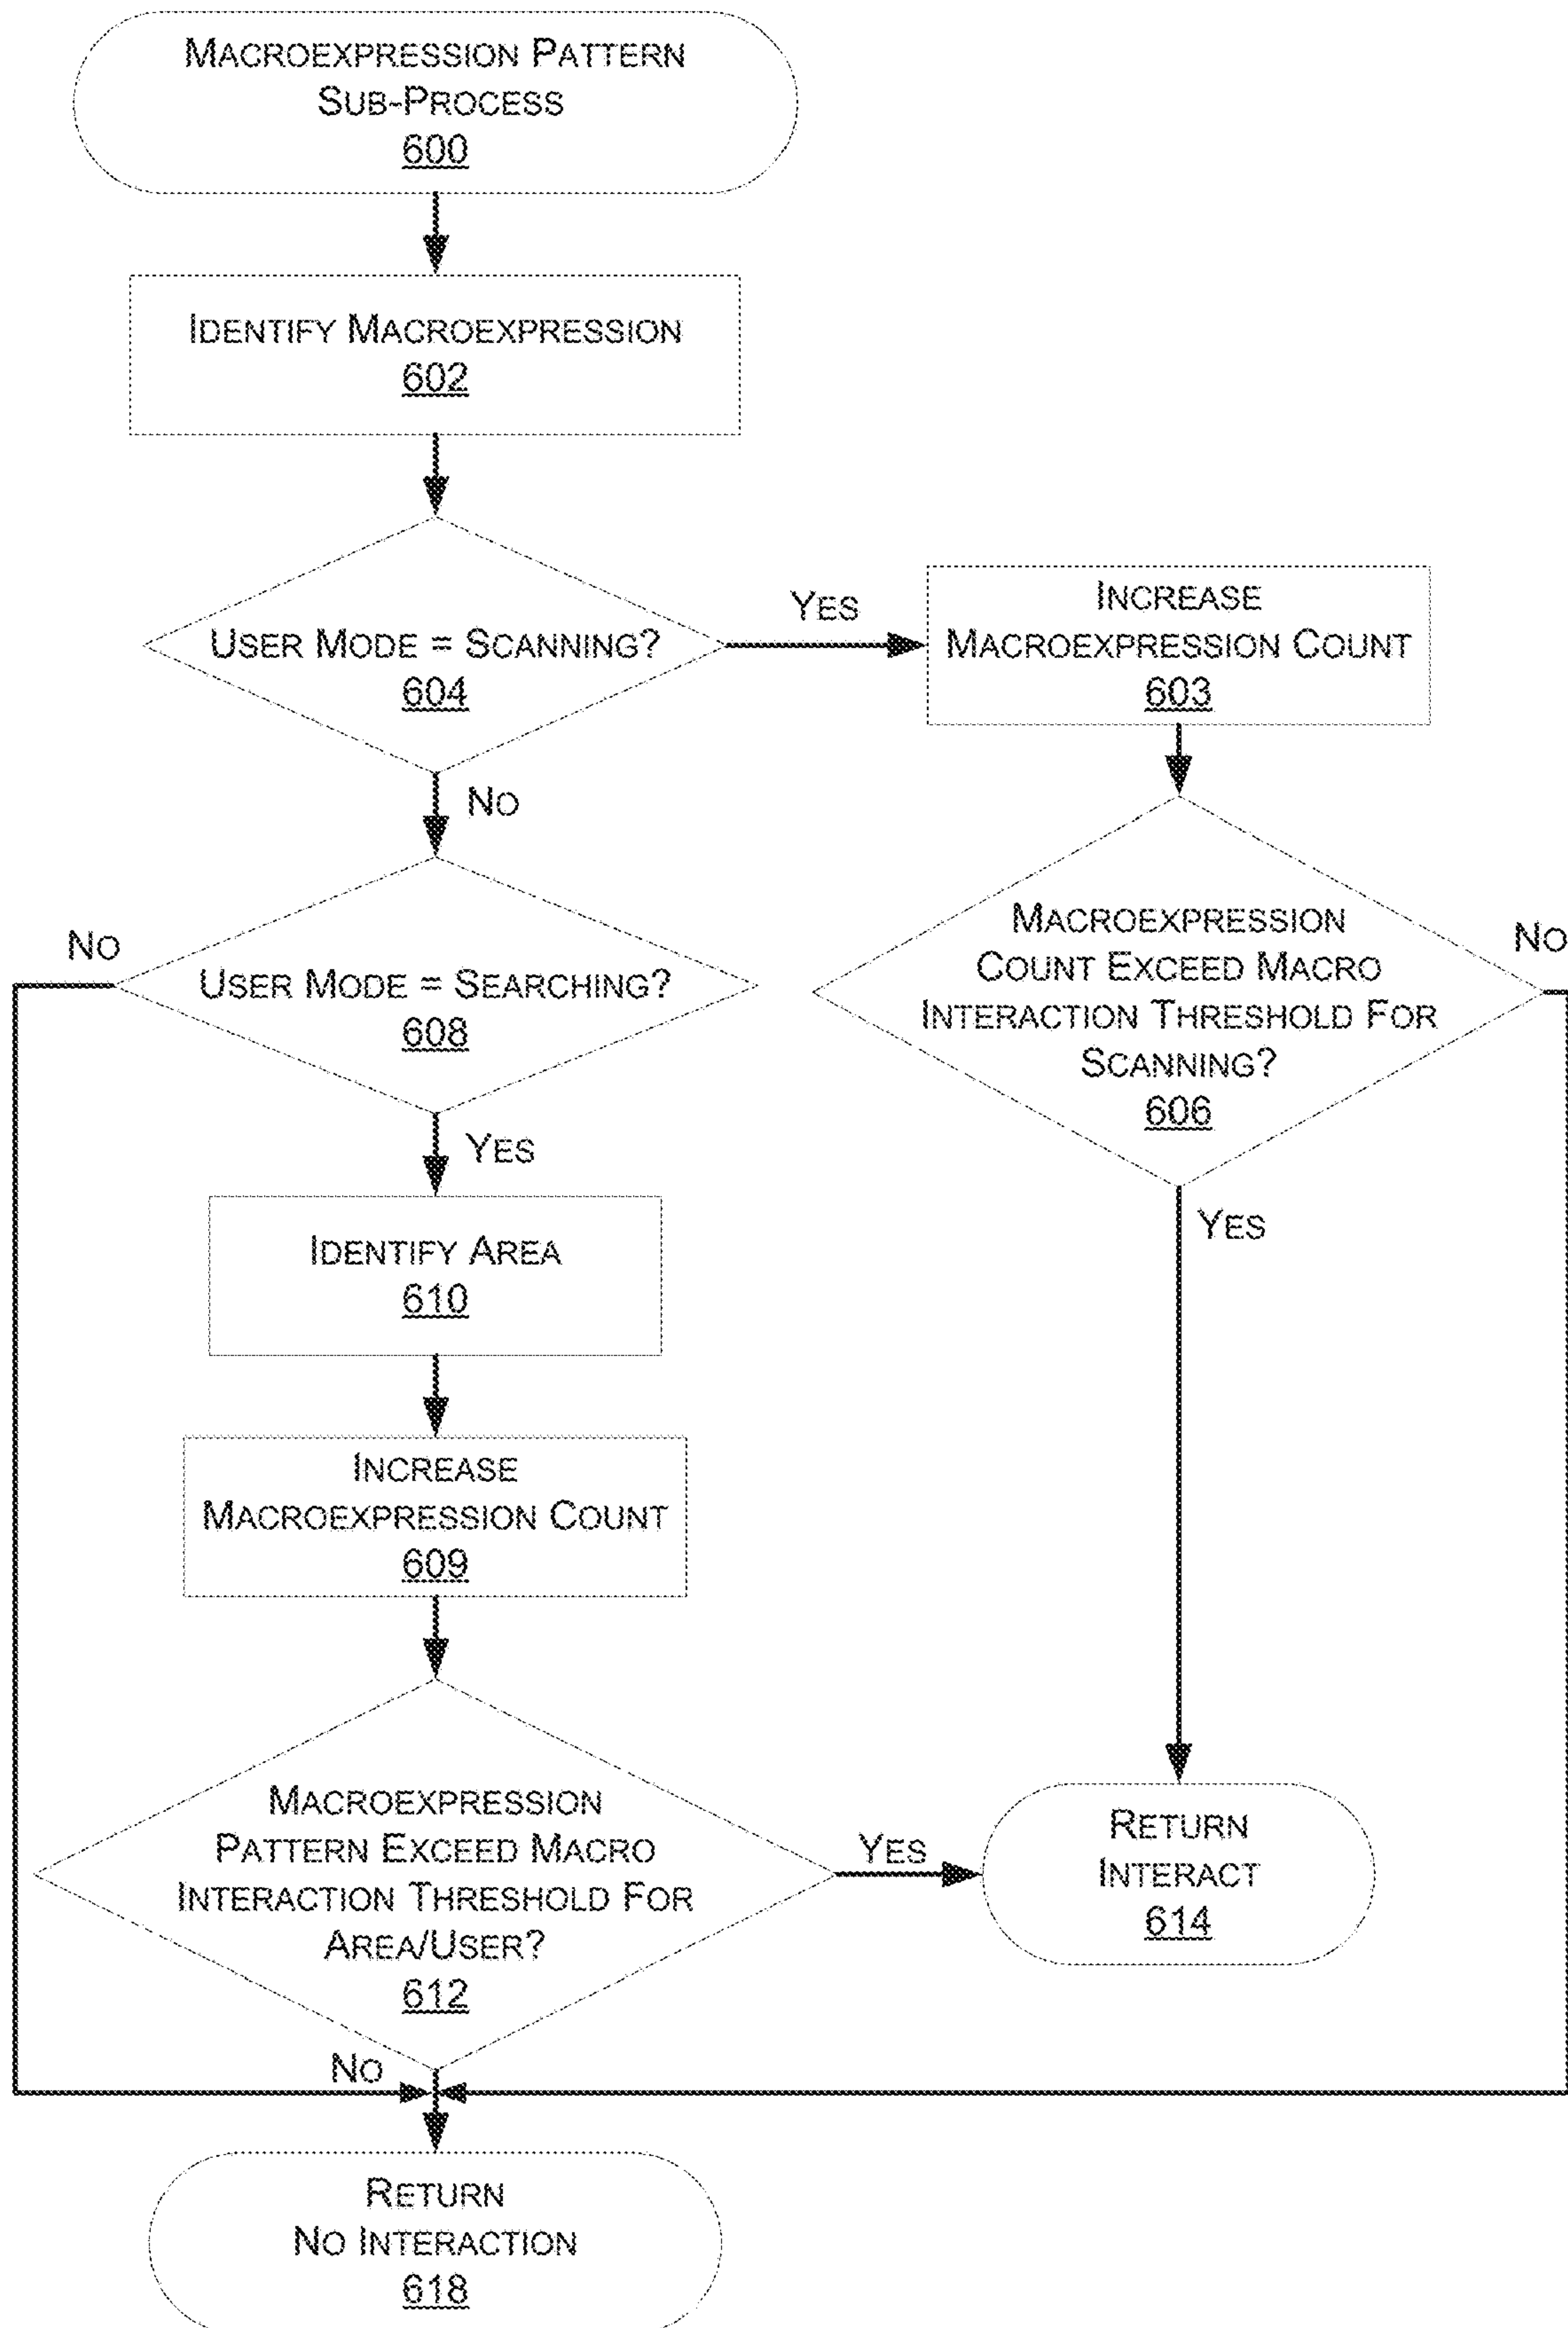 MACROEXPRESSION PATTERN
SUB-PROCESS
600
IDENTIFY MACROEXPRESSION
602
USER MODE = SCANNING?
604
YES
INCREASE
MACROEXPRESSION COUNT
603
NO
USER MODE = SEARCHING?
608
NO
MACROEXPRESSION
COUNT EXCEED MACRO
INTERACTION THRESHOLD FOR
SCANNING?
606
NO
YES
YES
IDENTIFY AREA
610
INCREASE
MACROEXPRESSION COUNT
609
MACROEXPRESSION
PATTERN EXCEED MACRO
INTERACTION THRESHOLD FOR
AREA/USER?
612
YES
RETURN
INTERACT
614
NO
RETURN
NO INTERACTION
618